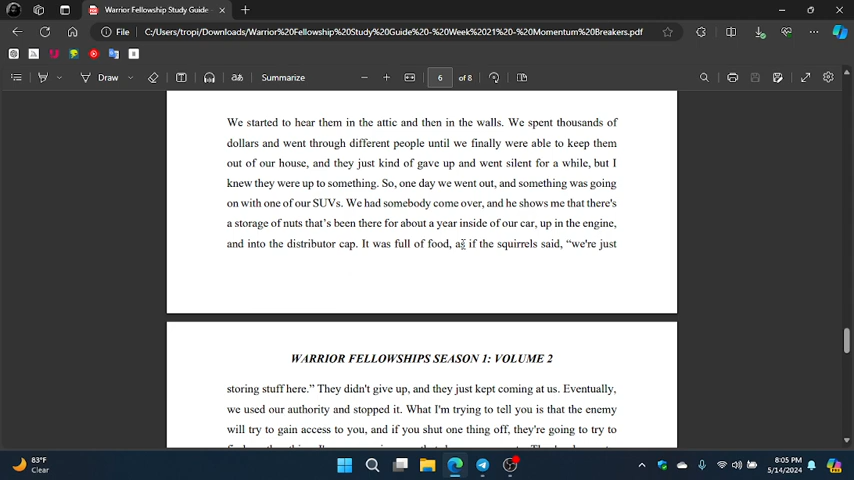 Warrior Fellowship Study Guide -
File
C:/Users/tropi/Downloads/Warrior%20Fellowship%20Study%20Guide%20-%20Week%2021%20-%20Momentum%20Breakers.pdf
Draw
Summarize
6 of 8
We started to hear them in the attic and then in the walls. We spent thousands of
dollars and went through different people until we finally were able to keep them
out of our house, and they just kind of gave up and went silent for a while, but I
knew they were up to something. So, one day we went out, and something was going
on with one of our SUVs. We had somebody come over, and he shows me that there's
a storage of nuts that's been there for about a year inside of our car, up in the engine,
and into the distributor cap. It was full of food, as if the squirrels said, “we're just
WARRIOR FELLOWSHIPS SEASON 1: VOLUME 2
storing stuff here.” They didn't give up, and they just kept coming at us. Eventually,
we used our authority and stopped it. What I'm trying to tell you is that the enemy
will try to gain access to you, and if you shut one thing off, they're going to try to
83°F
Clear
8:05 PM
5/14/2024